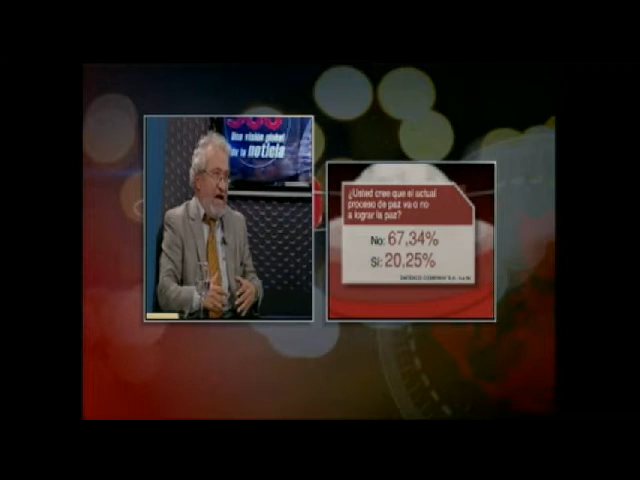 360
Una visión global
de la noticia
¿Usted cree que el actual
proceso de paz va o no
a lograr la paz?
No: 67,34%
Sí: 20,25%